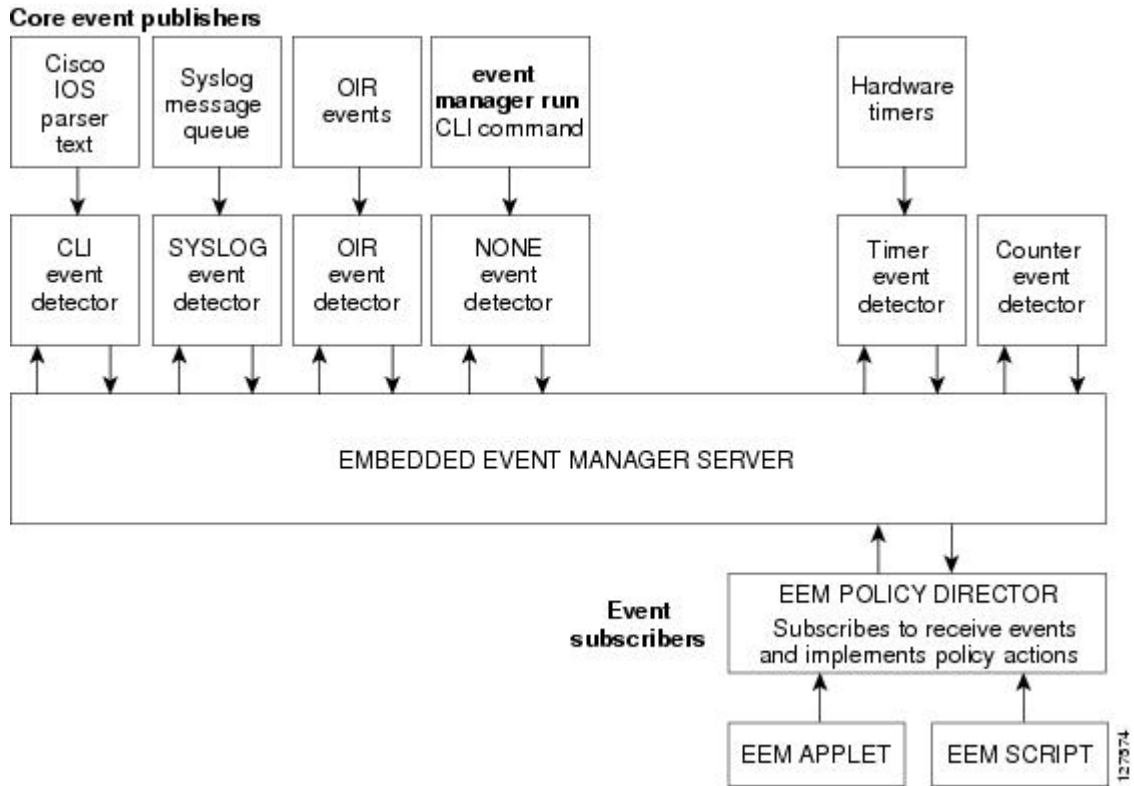 Core event publishers
Cisco
IOS
parser
text
Syslog
message
queue
OIR
events
event
manager run
CLI command
Hardware
timers
CLI
event
detector
SYSLOG
event
detector
OIR
event
detector
NONE
event
detector
Timer
event
detector
Counter
event
detector
EMBEDDED EVENT MANAGER SERVER
Event
subscribers
EEM POLICY DIRECTOR
Subscribes to receive events
and implements policy actions
EEM APPLET
EEM SCRIPT
127574